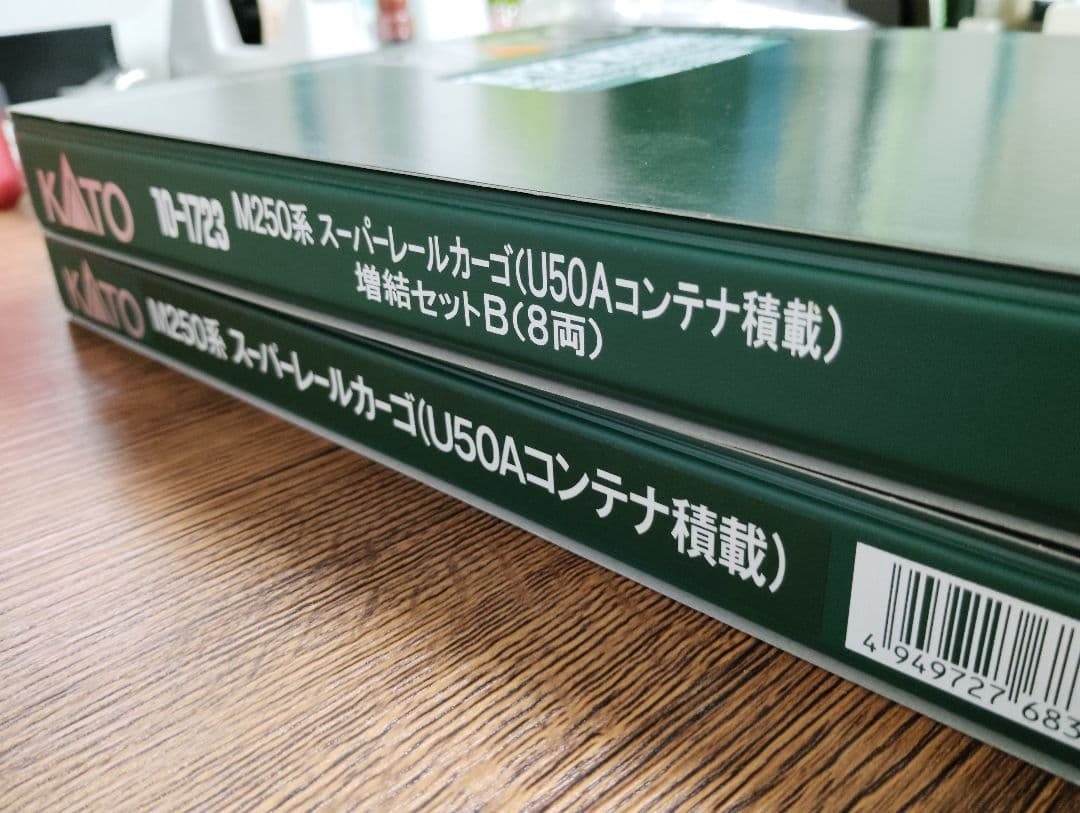 KATO 10-1723 M250系 スーパーレールカーゴ(U50Aコンテナ積載)
増結セットB(8両)
KATO M250系 スーパーレールカーゴ(U50Aコンテナ積載)
4 949727 683